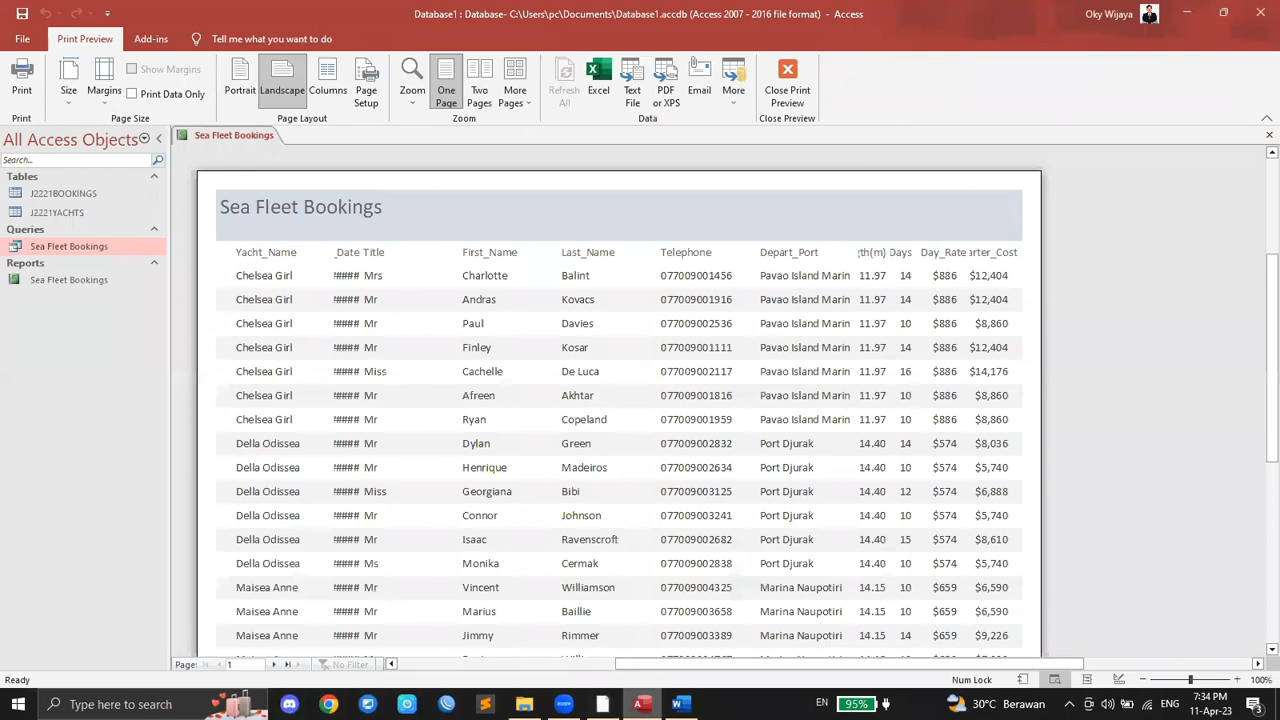 Database1 : Database- C:\Users\pc\Documents\Database1.accdb (Access 2007 - 2016 file format) - Access
Oky Wijaya
File Print Preview Add-ins Tell me what you want to do
Print
Size
Margins
Show Margins
Print Data Only
Portrait
Landscape
Columns
Page Setup
Zoom
One Page
Two Pages
More Pages
Refresh All
Excel
Text File
PDF or XPS
Email
More
Close Print Preview
Print Page Size Page Layout Zoom Data Close Preview
All Access Objects
Search...
Tables
J2221BOOKINGS
J2221YACHTS
Queries
Sea Fleet Bookings
Reports
Sea Fleet Bookings
Sea Fleet Bookings
Sea Fleet Bookings
Yacht_Name _Date Title First_Name Last_Name Telephone Depart_Port gth(m) Days Day_Rate arter_Cost
Chelsea Girl ##### Mrs Charlotte Balint 077009001456 Pavao Island Marin 11.97 14 $886 $12,404
Chelsea Girl ##### Mr Andras Kovacs 077009001916 Pavao Island Marin 11.97 14 $886 $12,404
Chelsea Girl ##### Mr Paul Davies 077009002536 Pavao Island Marin 11.97 10 $886 $8,860
Chelsea Girl ##### Mr Finley Kosar 077009001111 Pavao Island Marin 11.97 14 $886 $12,404
Chelsea Girl ##### Miss Cachelle De Luca 077009002117 Pavao Island Marin 11.97 16 $886 $14,176
Chelsea Girl ##### Mr Afreen Akhtar 077009001816 Pavao Island Marin 11.97 10 $886 $8,860
Chelsea Girl ##### Mr Ryan Copeland 077009001959 Pavao Island Marin 11.97 10 $886 $8,860
Della Odissea ##### Mr Dylan Green 077009002832 Port Djurak 14.40 14 $574 $8,036
Della Odissea ##### Mr Henrique Madeiros 077009002634 Port Djurak 14.40 10 $574 $5,740
Della Odissea ##### Miss Georgiana Bibi 077009003125 Port Djurak 14.40 12 $574 $6,888
Della Odissea ##### Mr Connor Johnson 077009003241 Port Djurak 14.40 10 $574 $5,740
Della Odissea ##### Mr Isaac Ravenscroft 077009002682 Port Djurak 14.40 15 $574 $8,610
Della Odissea ##### Ms Monika Cermak 077009002838 Port Djurak 14.40 10 $574 $5,740
Maisea Anne ##### Mr Vincent Williamson 077009004325 Marina Naupotiri 14.15 10 $659 $6,590
Maisea Anne ##### Mr Marius Baillie 077009003658 Marina Naupotiri 14.15 10 $659 $6,590
Maisea Anne ##### Mr Jimmy Rimmer 077009003389 Marina Naupotiri 14.15 14 $659 $9,226
Page: 1 No Filter
Ready Num Lock 100%
Type here to search
EN 95% 30°C Berawan 7:34 PM
11-Apr-23
3